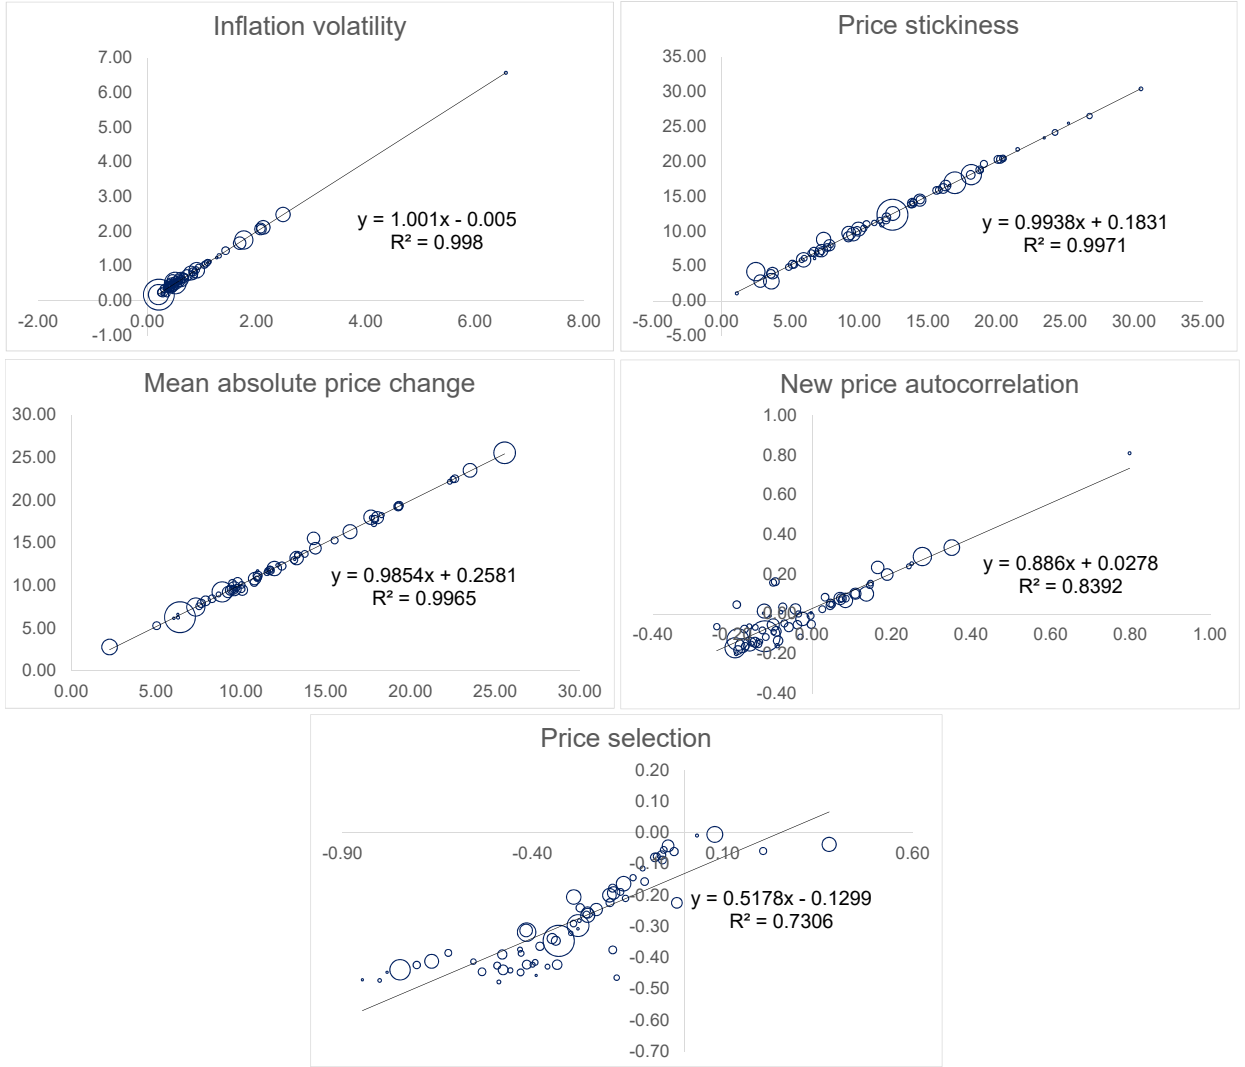 Inflation volatility
7.00
6.00
5.00
4.00
3.00
2.00
1.00
0.00
-1.00
-2.00 0.00 2.00 4.00 6.00 8.00
y = 1.001x - 0.005
R² = 0.998
Price stickiness
35.00
30.00
25.00
20.00
15.00
10.00
5.00
0.00
-5.00
-5.00 0.00 5.00 10.00 15.00 20.00 25.00 30.00 35.00
y = 0.9938x + 0.1831
R² = 0.9971
Mean absolute price change
30.00
25.00
20.00
15.00
10.00
5.00
0.00
0.00 5.00 10.00 15.00 20.00 25.00 30.00
y = 0.9854x + 0.2581
R² = 0.9965
New price autocorrelation
1.00
0.80
0.60
0.40
0.20
0.00
-0.20
-0.40
-0.40 -0.20 0.00 0.20 0.40 0.60 0.80 1.00
y = 0.886x + 0.0278
R² = 0.8392
Price selection
0.20
0.10
0.00
-0.10
-0.20
-0.30
-0.40
-0.50
-0.60
-0.70
-0.90 -0.40 0.10 0.60
y = 0.5178x - 0.1299
R² = 0.7306